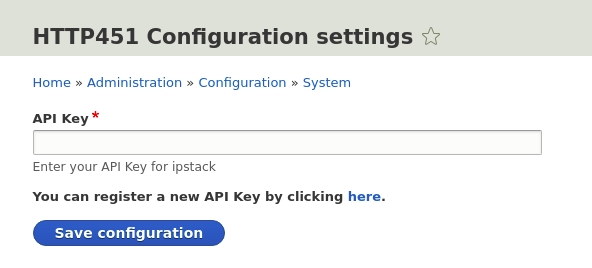 HTTP451 Configuration settings
Home » Administration » Configuration » System
API Key *
Enter your API Key for ipstack
You can register a new API Key by clicking here.
Save configuration